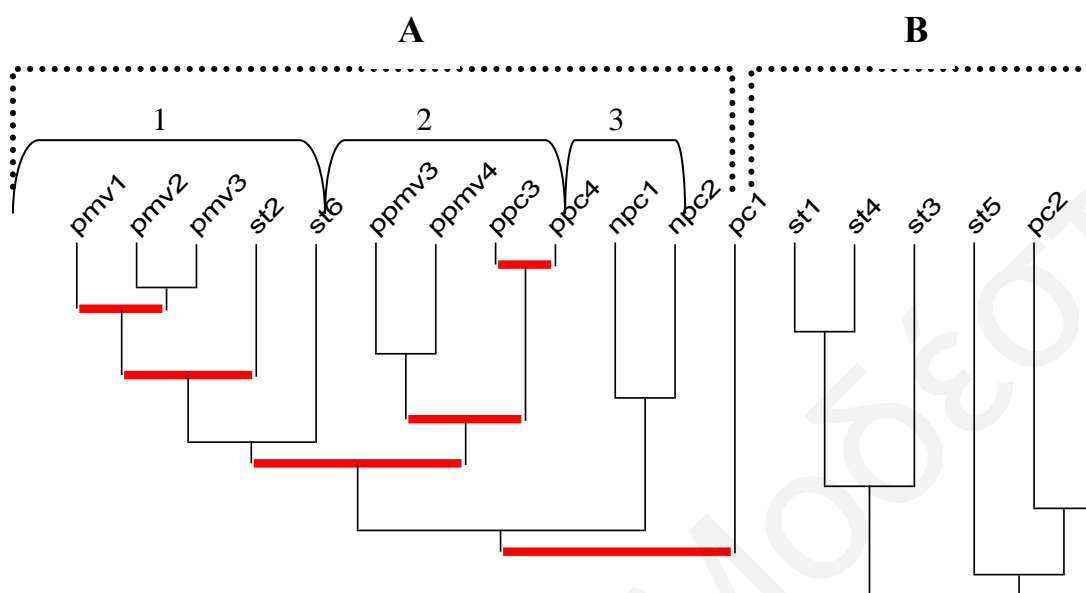 A B
1 2 3
pmv1 pmv2 pmv3 st2 st6 ppmv3 ppmv4 ppc3 ppc4 npc1 npc2 pc1 st1 st4 st3 st5 pc2
Μοδέστ